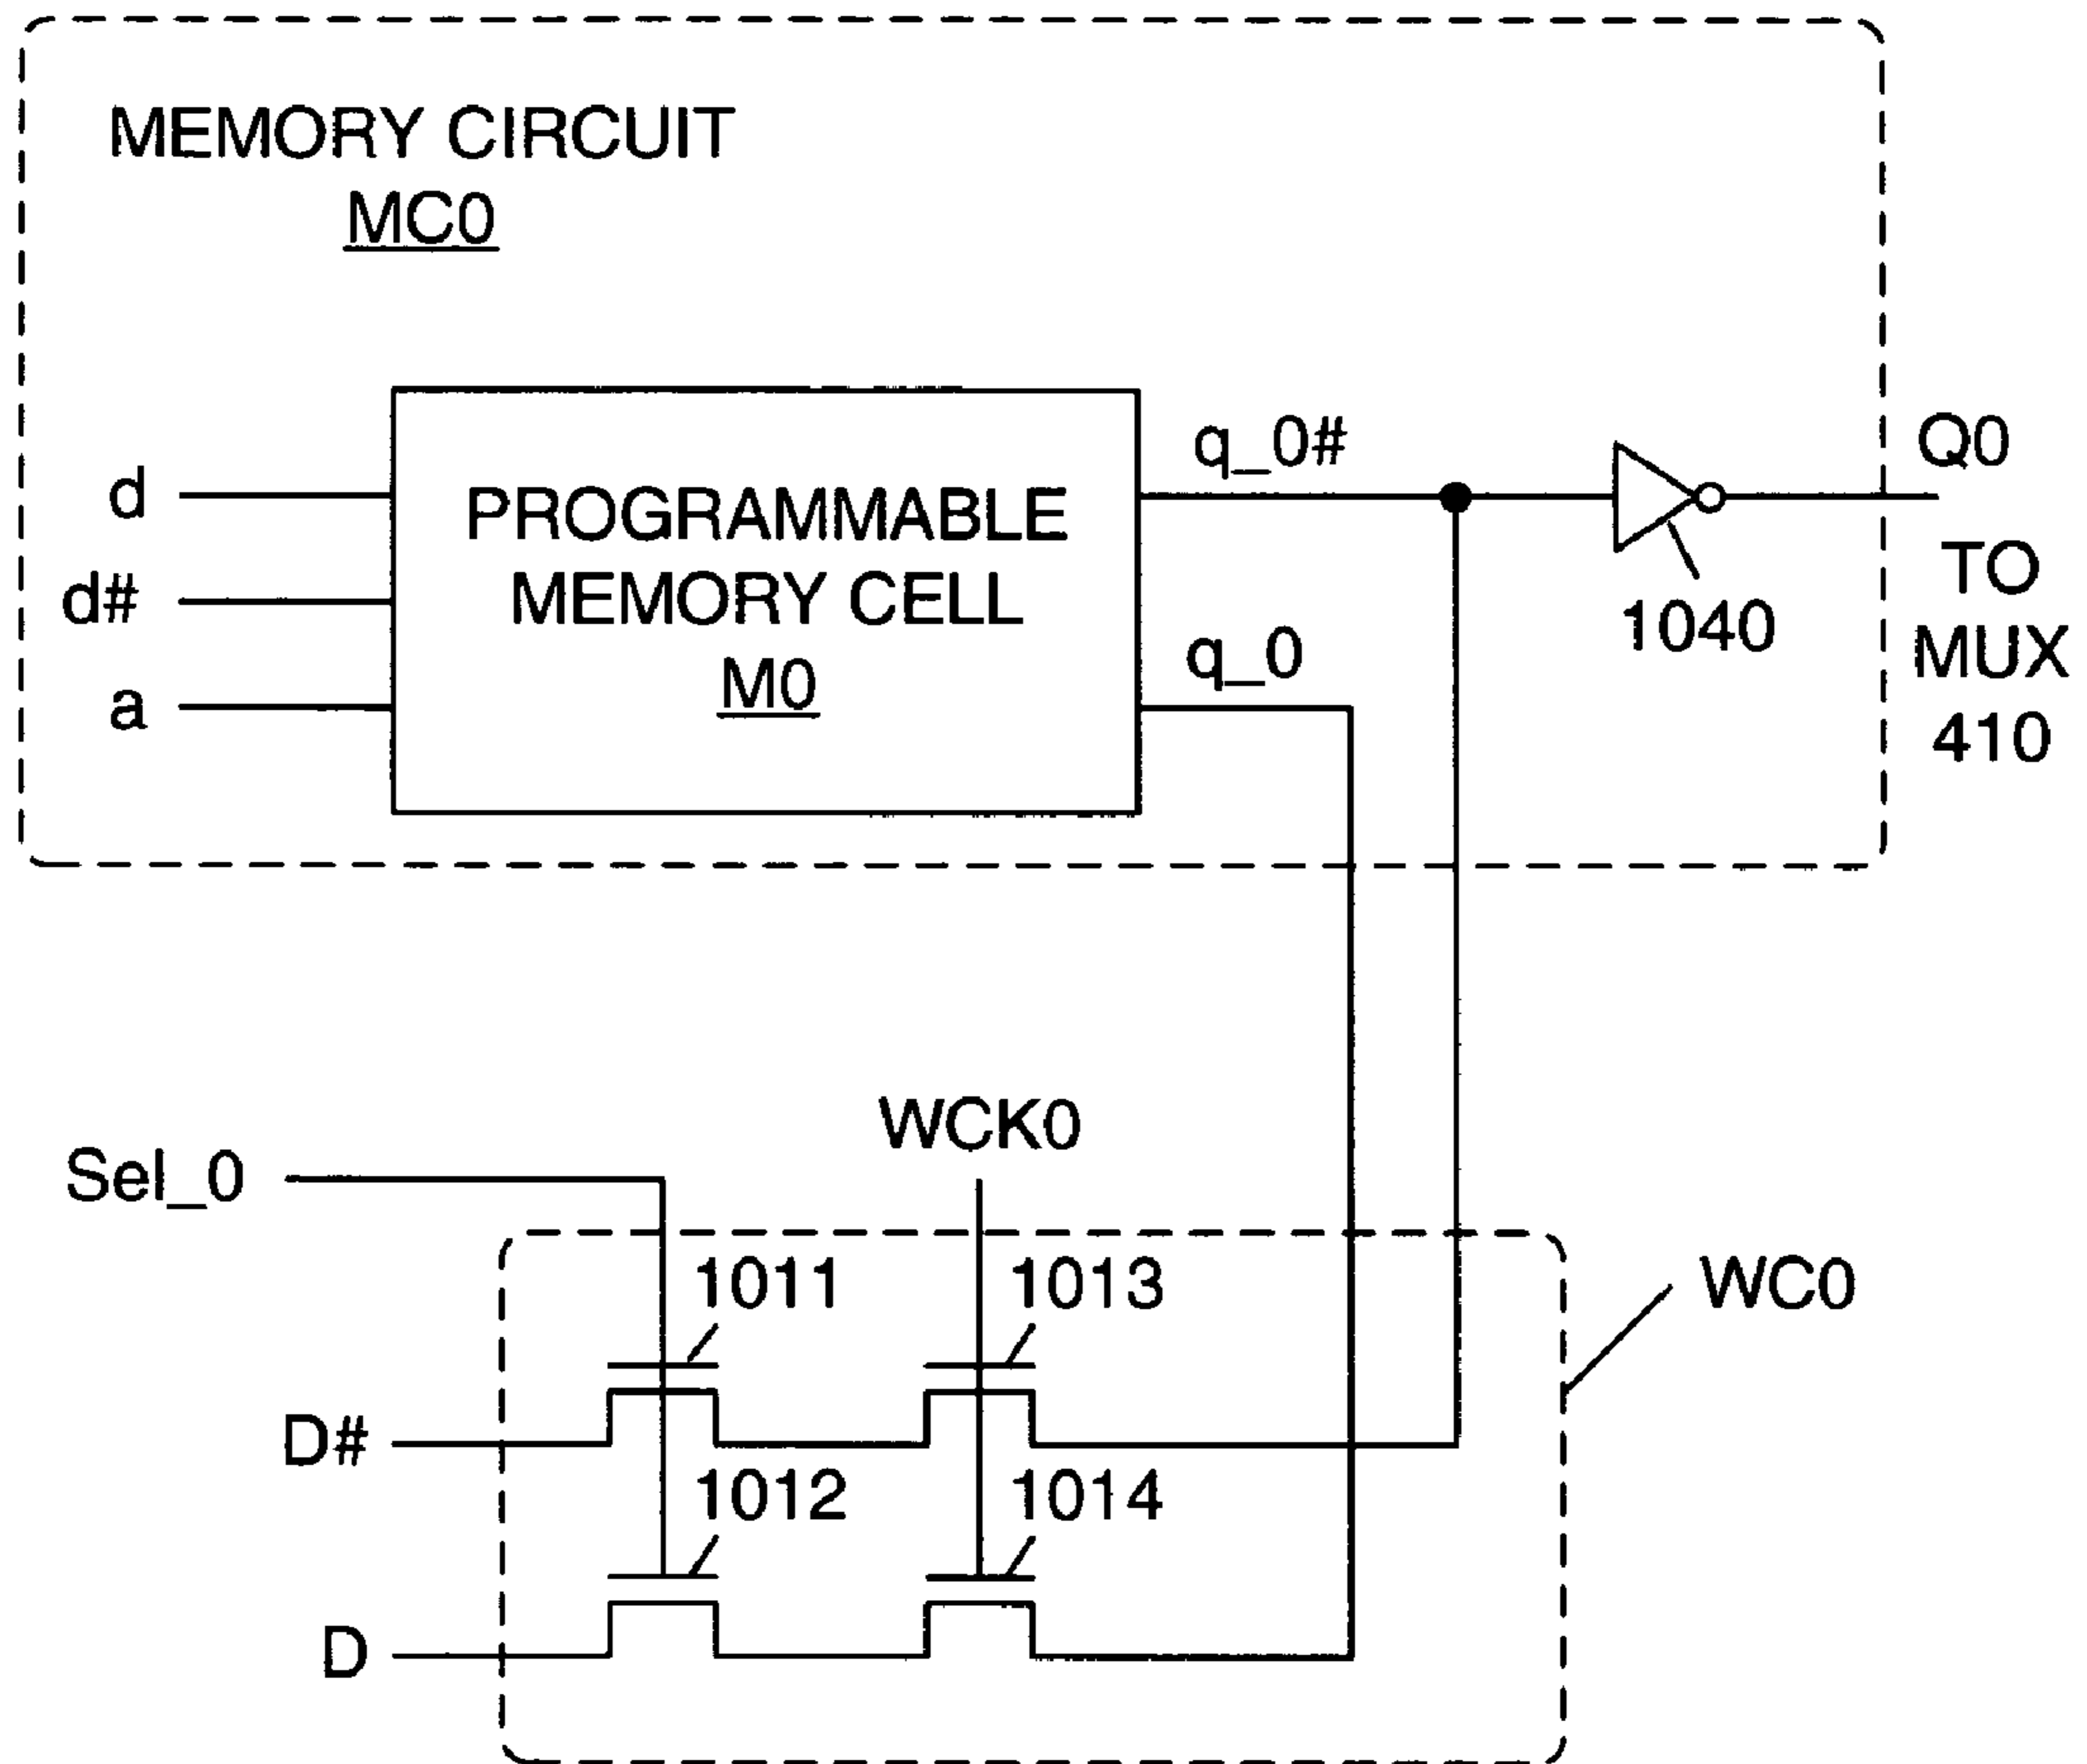 MEMORY CIRCUIT
MC0
d
d#
a
PROGRAMMABLE
MEMORY CELL
M0
q_0#
q_0
1040
Q0
TO
MUX
410
Sel_0
WCK0
1011
1013
WC0
D#
1012
1014
D